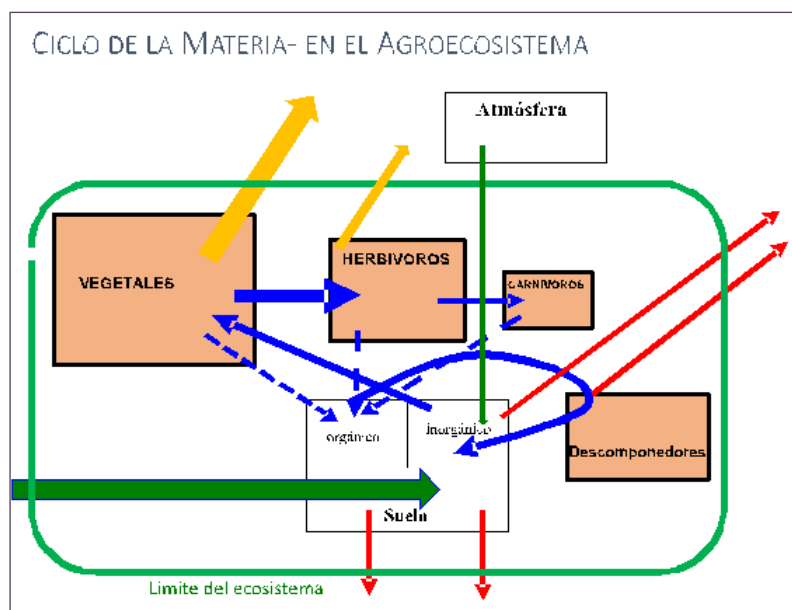 CICLO DE LA MATERIA- EN EL AGROECOSISTEMA
Atmósfera
HERBIVOROS
VEGETALES
CARNIVOROS
orgánico
inorgánico
Descomponedores
Suelo
Limite del ecosistema